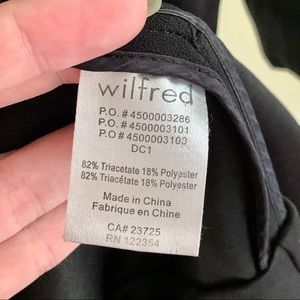 wilfred
P.O. #4500003286
P.O. #4500003101
P.O. #4500003100
DC1
82% Triacetate 18% Polyester
82% Triacétate 18% Polyester
Made in China
Fabrique en Chine
CA# 23725
RN 122354